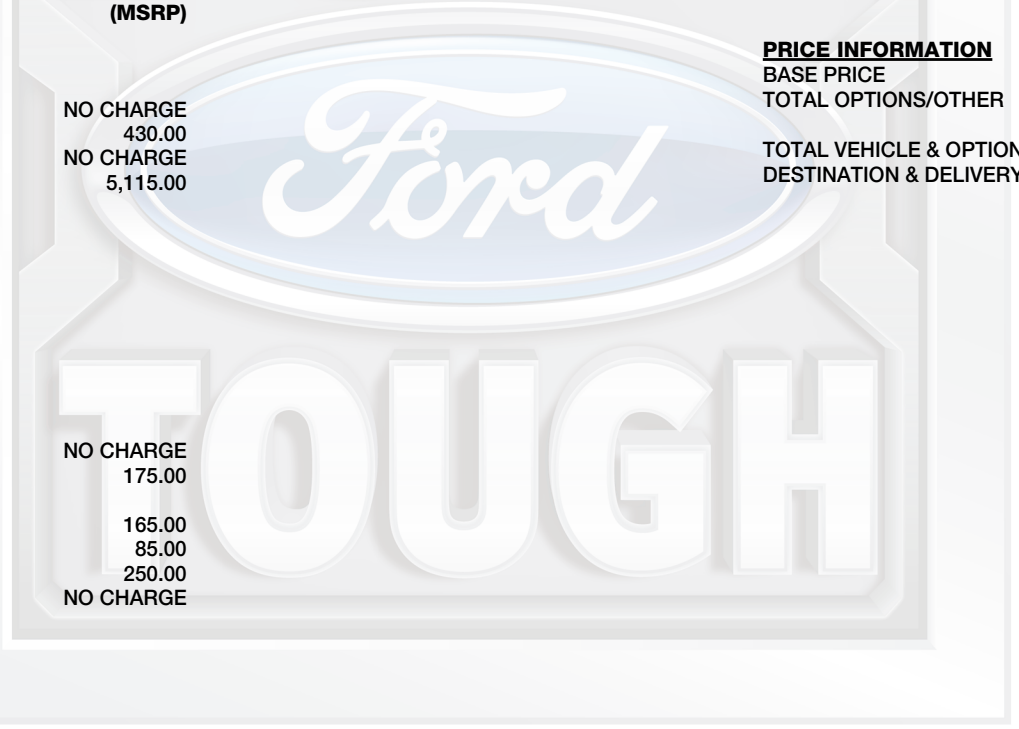 (MSRP)
NO CHARGE
430.00
NO CHARGE
5,115.00
NO CHARGE
175.00
165.00
85.00
250.00
NO CHARGE
PRICE INFORMATION
BASE PRICE
TOTAL OPTIONS/OTHER
TOTAL VEHICLE & OPTION
DESTINATION & DELIVERY
Ford
TOUGH